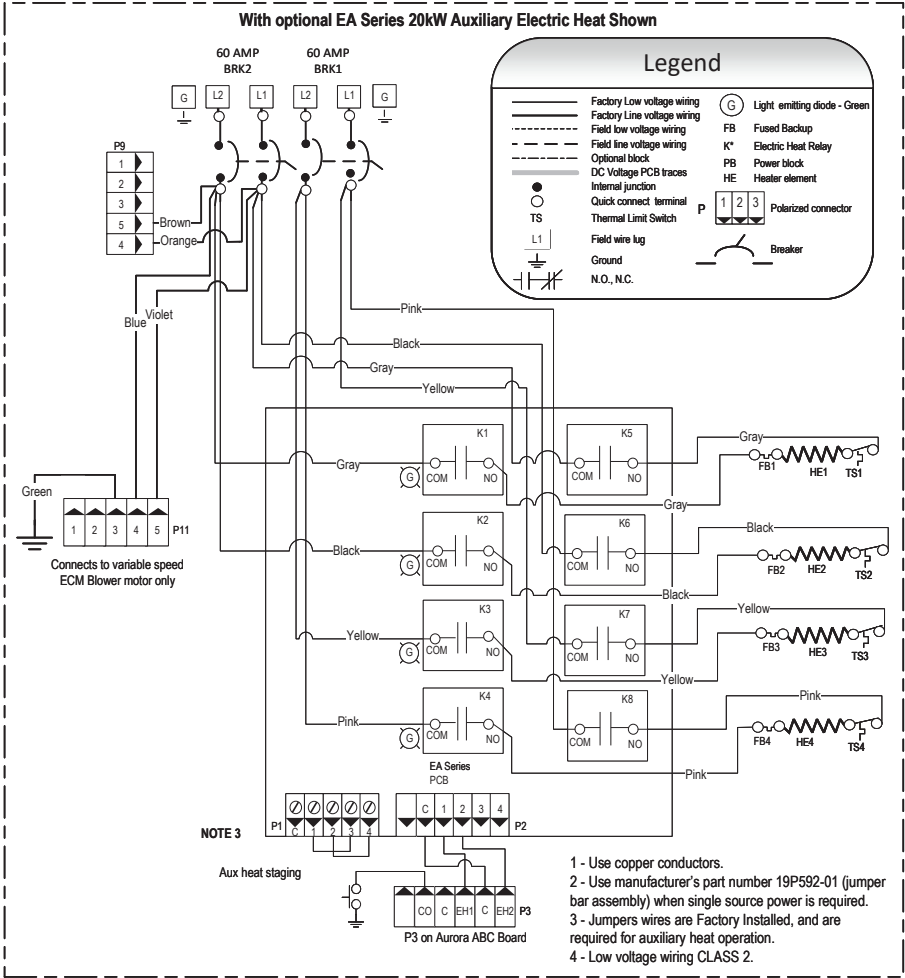 With optional EA Series 20kW Auxiliary Electric Heat Shown
60 AMP
BRK2
60 AMP
BRK1
G
L2
L1
L2
L1
G
Legend
Factory Low voltage wiring
Factory Line voltage wiring
Field low voltage wiring
Field line voltage wiring
Optional block
DC Voltage PCB traces
Internal junction
Quick connect terminal
TS
Thermal Limit Switch
L1
Field wire lug
Ground
N.O., N.C.
G
Light emitting diode - Green
FB
Fused Backup
K*
Electric Heat Relay
PB
Power block
HE
Heater element
P
1 2 3
Polarized connector
Breaker
P9
1
2
3
5
4
Brown
Orange
Blue
Violet
Pink
Black
Gray
Yellow
K1
K5
Gray
Gray
G
COM
NO
COM
NO
FB1
HE1
TS1
Gray
Green
1 2 3 4 5
P11
Connects to variable speed
ECM Blower motor only
K2
K6
Black
Black
G
COM
NO
COM
NO
FB2
HE2
TS2
Black
K3
K7
Yellow
Yellow
G
COM
NO
COM
NO
FB3
HE3
TS3
Yellow
K4
K8
Pink
Pink
G
COM
NO
COM
NO
FB4
HE4
TS4
Pink
EA Series
PCB
NOTE 3
P1
C 1 2 3 4
C 1 2 3 4
P2
Aux heat staging
CO C EH1 C EH2
P3
P3 on Aurora ABC Board
1 - Use copper conductors.
2 - Use manufacturer's part number 19P592-01 (jumper
bar assembly) when single source power is required.
3 - Jumpers wires are Factory Installed, and are
required for auxiliary heat operation.
4 - Low voltage wiring CLASS 2.